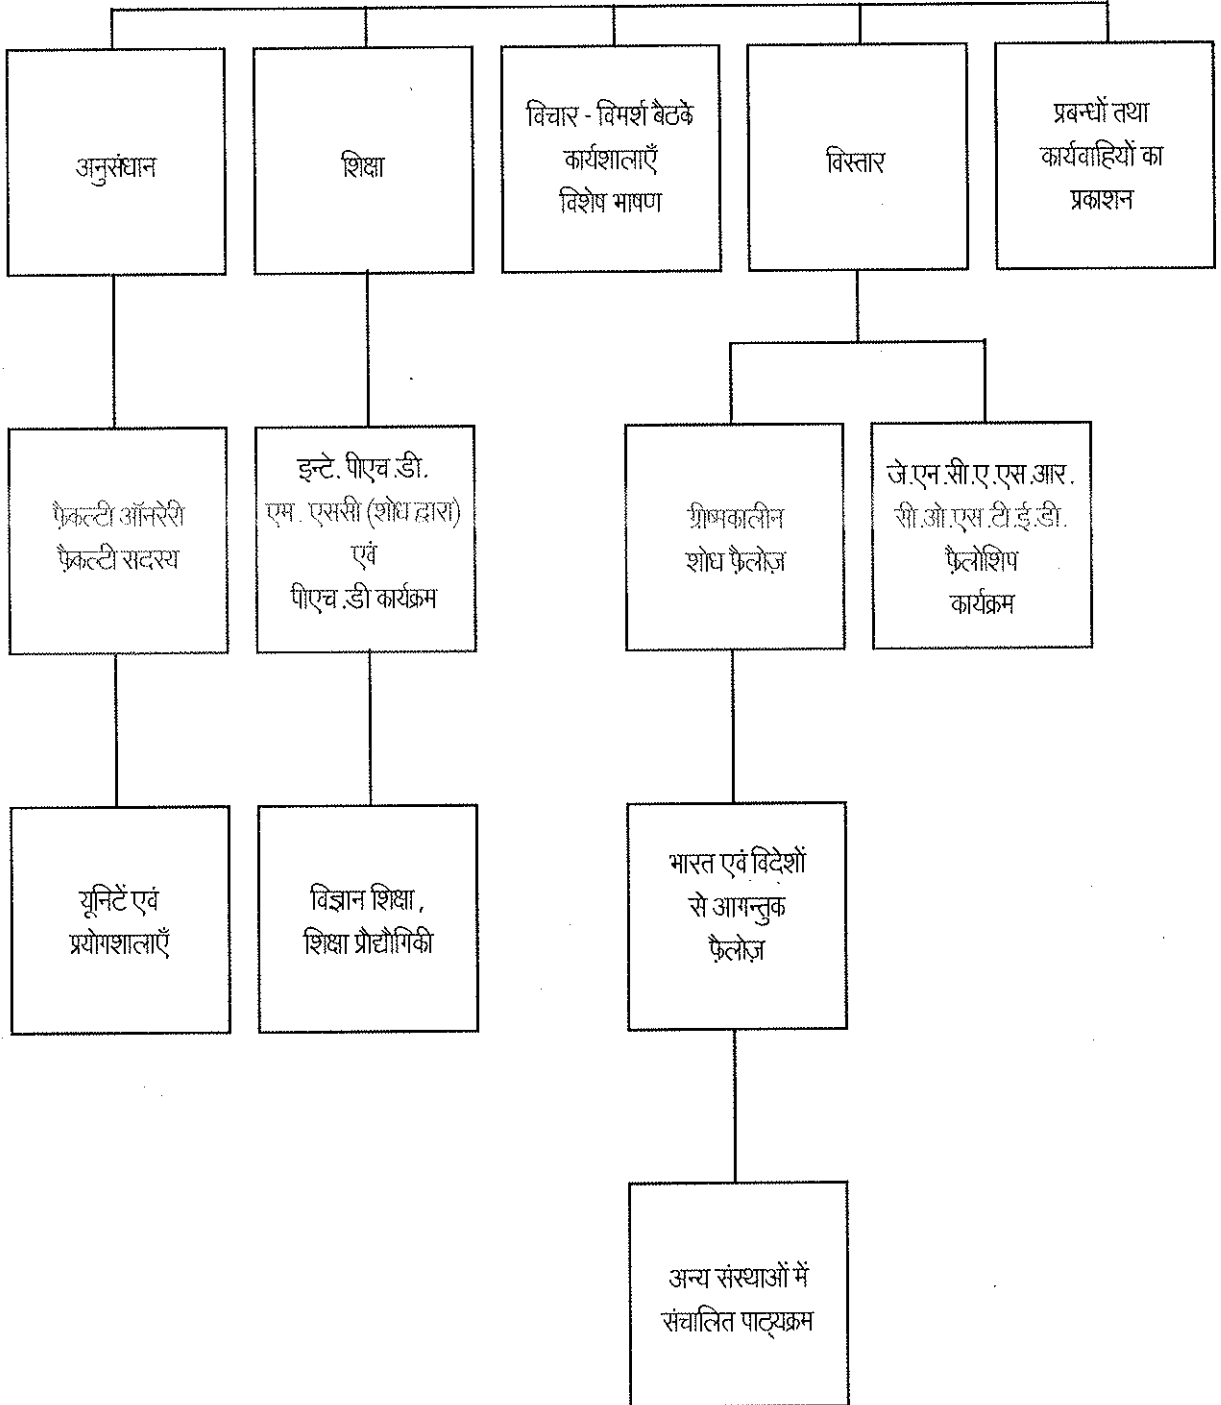 अनुसंधान
शिक्षा
विचार - विमर्श बैठके
कार्यशालाएँ
विशेष भाषण
विस्तार
प्रबन्धों तथा
कार्यवाहियों का
प्रकाशन
फ़ैकल्टी ऑनरेरी
फ़ैकल्टी सदस्य
इन्टे. पीएच.डी.
एम. एससी (शोध द्वारा)
एवं
पीएच.डी कार्यक्रम
ग्रीष्मकालीन
शोध फ़ैलोज़
जे.एन.सी.ए.एस.आर.
सी.ओ.एस.टी.ई.डी.
फ़ैलोशिप
कार्यक्रम
यूनिटें एवं
प्रयोगशालाएँ
विज्ञान शिक्षा,
शिक्षा प्रौद्यौगिकी
भारत एवं विदेशों
से आगन्तुक
फ़ैलोज़
अन्य संस्थाओं में
संचालित पाठ्यक्रम